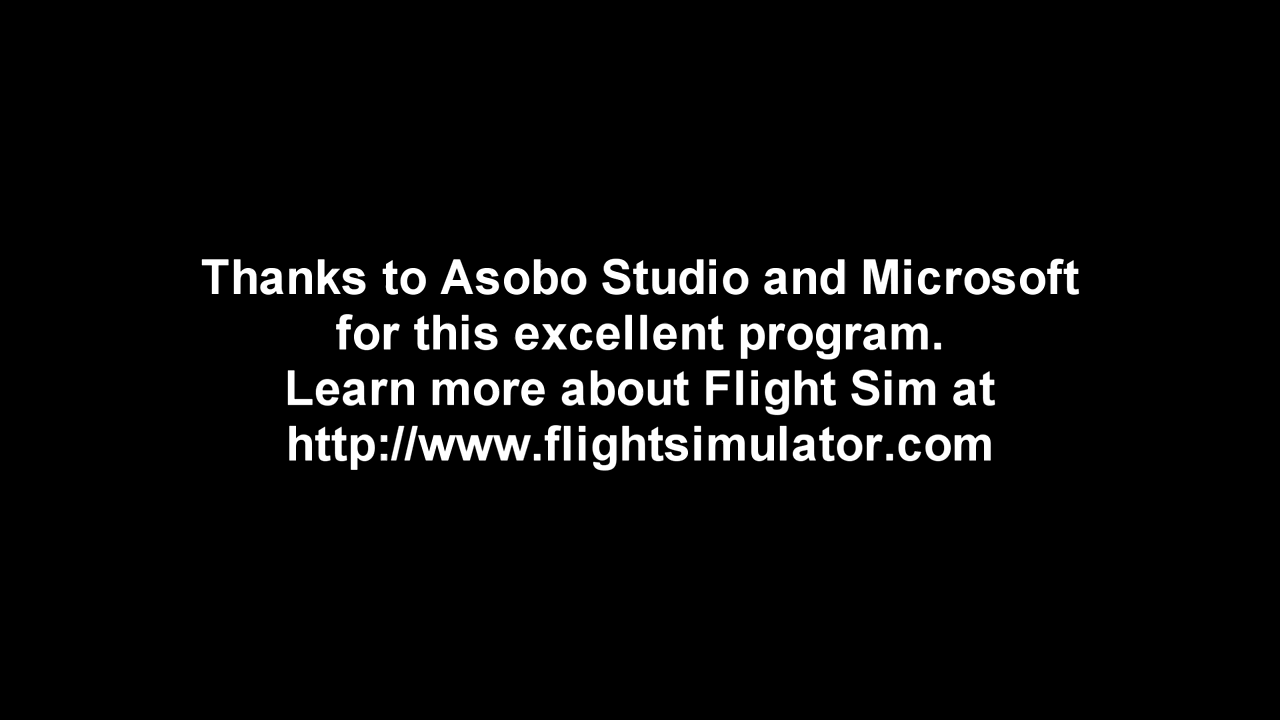 Thanks to Asobo Studio and Microsoft
for this excellent program.
Learn more about Flight Sim at
http://www.flightsimulator.com